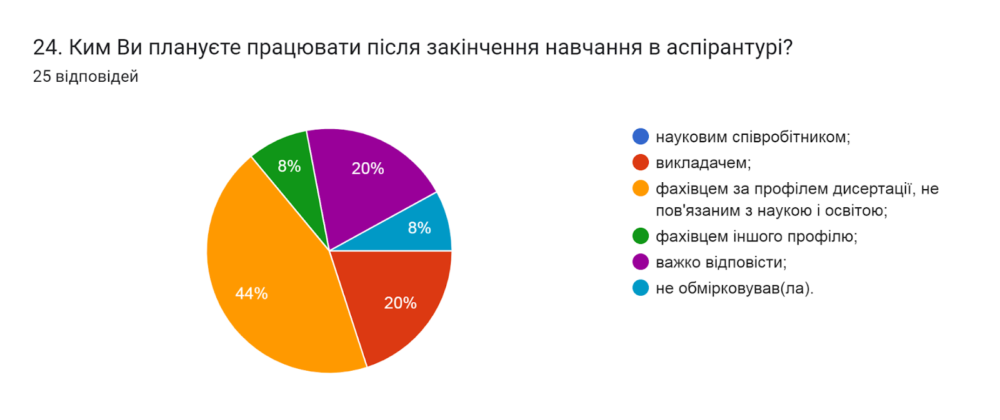 24. Ким Ви плануєте працювати після закінчення навчання в аспірантурі?
25 відповідей
8%
20%
8%
44%
20%
науковим співробітником;
викладачем;
фахівцем за профілем дисертації, не
пов'язаним з наукою і освітою;
фахівцем іншого профілю;
важко відповісти;
не обмірковував(ла).